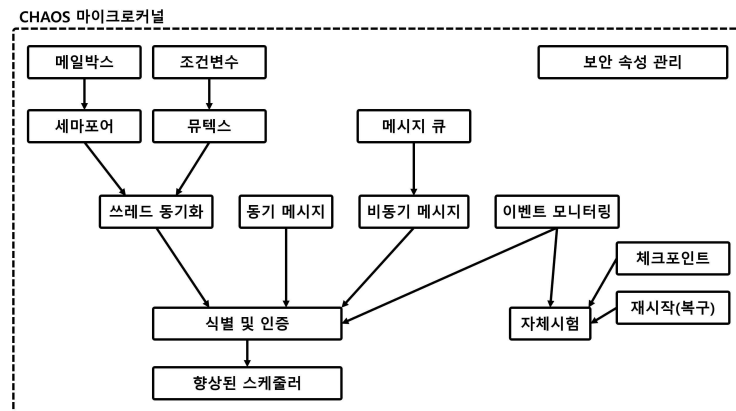 CHAOS 마이크로커널
메일박스
조건변수
보안 속성 관리
세마포어
뮤텍스
메시지 큐
쓰레드 동기화
동기 메시지
비동기 메시지
이벤트 모니터링
체크포인트
식별 및 인증
자체시험
재시작(복구)
향상된 스케줄러